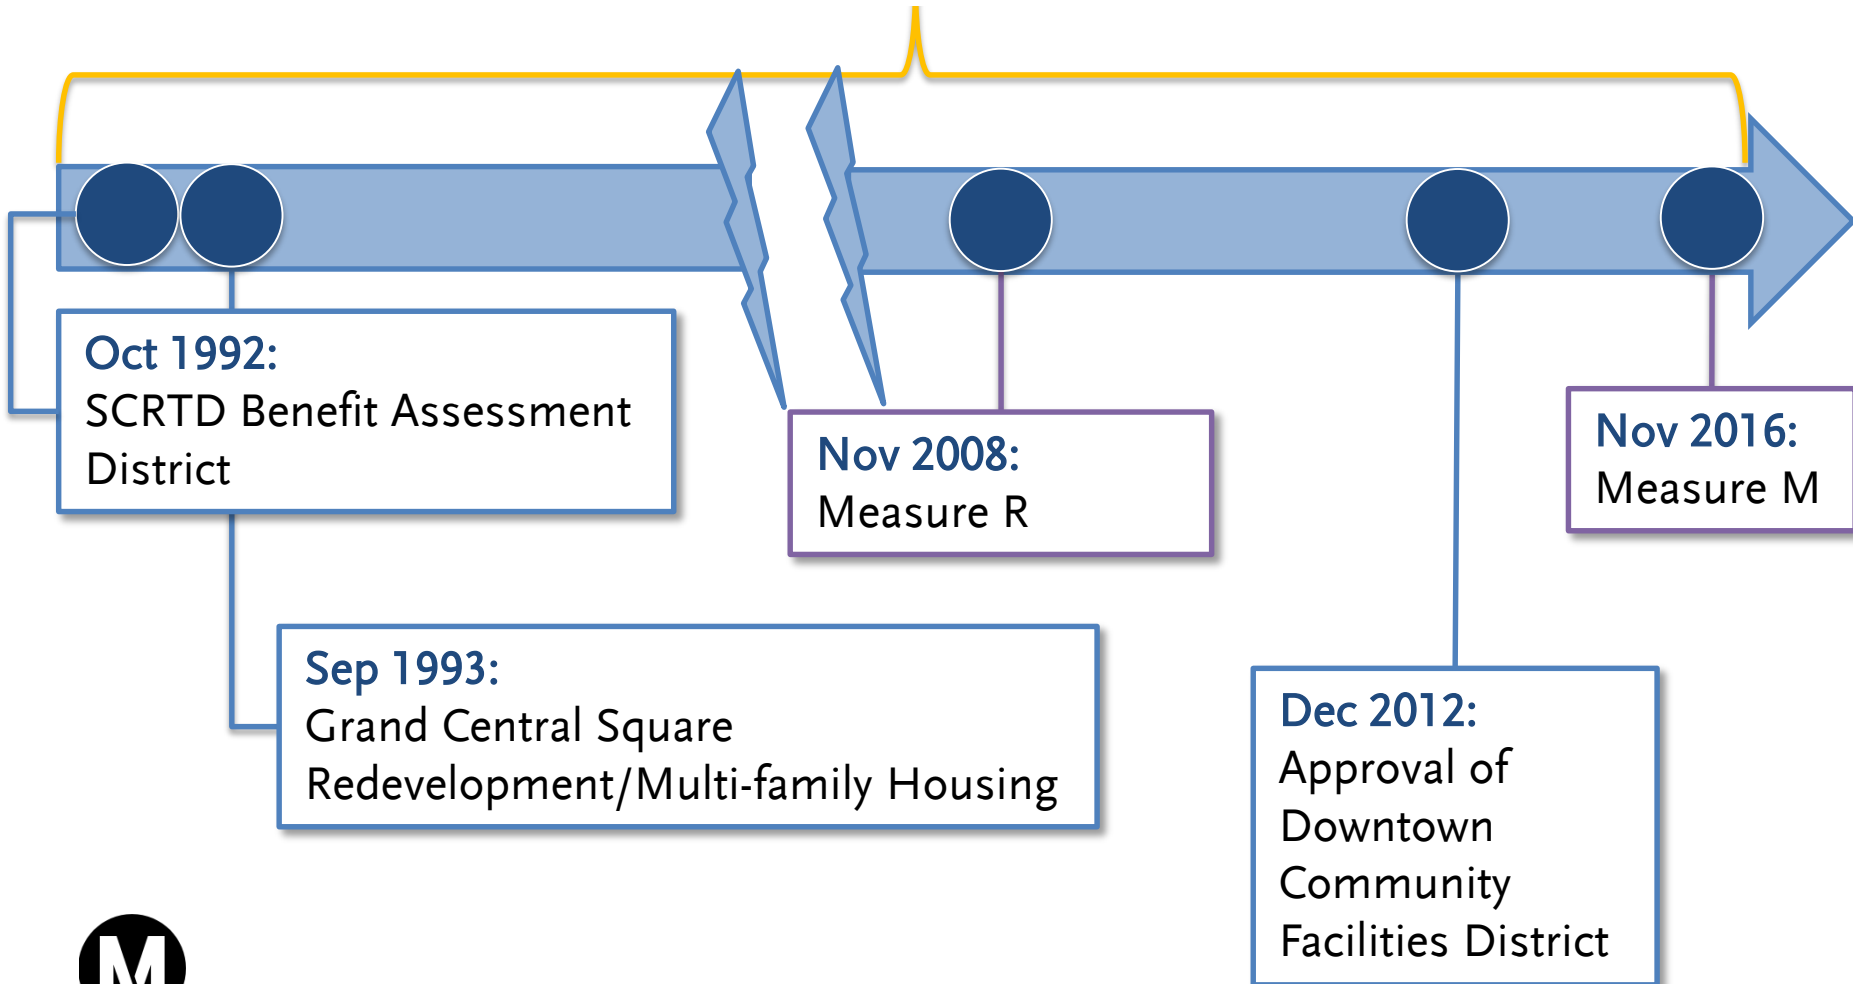 Oct 1992:
SCRTD Benefit Assessment
District
Nov 2008:
Measure R
Nov 2016:
Measure M
Sep 1993:
Grand Central Square
Redevelopment/Multi-family Housing
Dec 2012:
Approval of
Downtown
Community
Facilities District
M